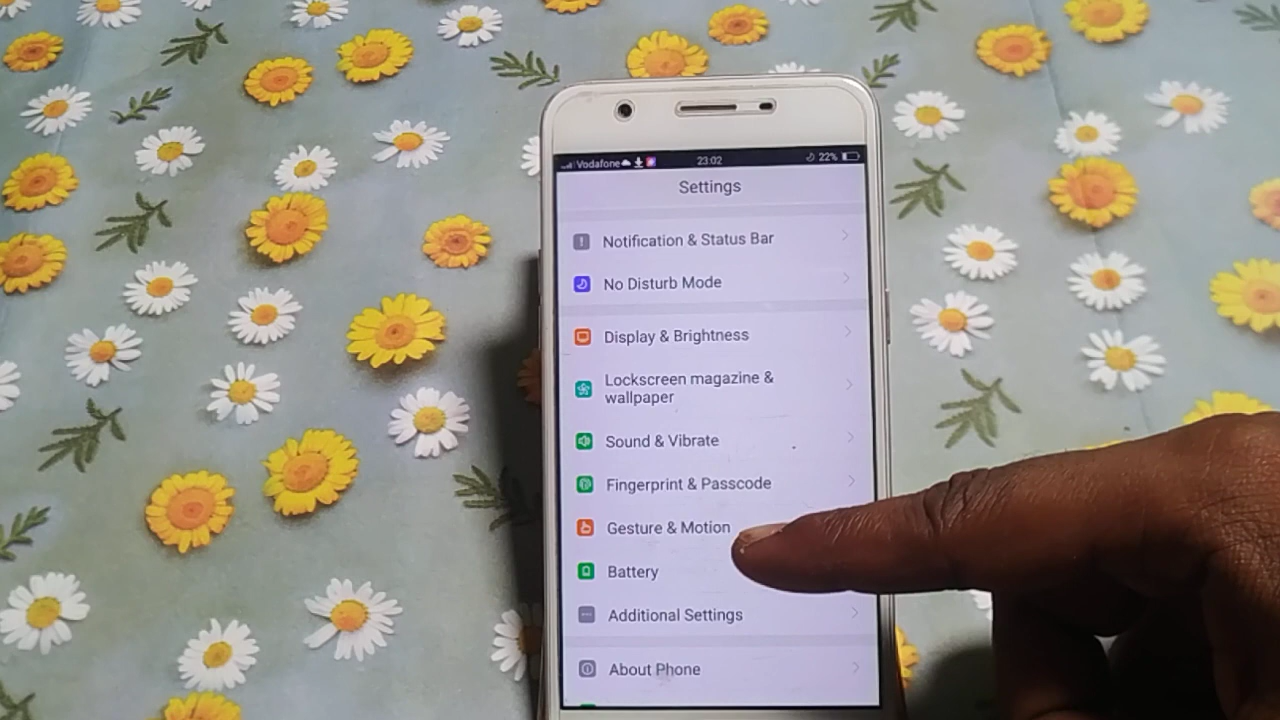 Vodafone 23:02 22%
Settings
Notification & Status Bar
No Disturb Mode
Display & Brightness
Lockscreen magazine &
wallpaper
Sound & Vibrate
Fingerprint & Passcode
Gesture & Motion
Battery
Additional Settings
About Phone